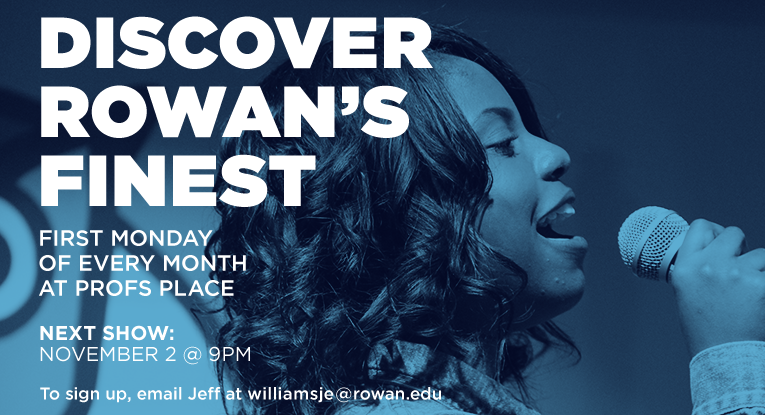 DISCOVER
ROWAN'S
FINEST
FIRST MONDAY
OF EVERY MONTH
AT PROFS PLACE
NEXT SHOW:
NOVEMBER 2 @ 9PM
To sign up, email Jeff at williamsje@rowan.edu